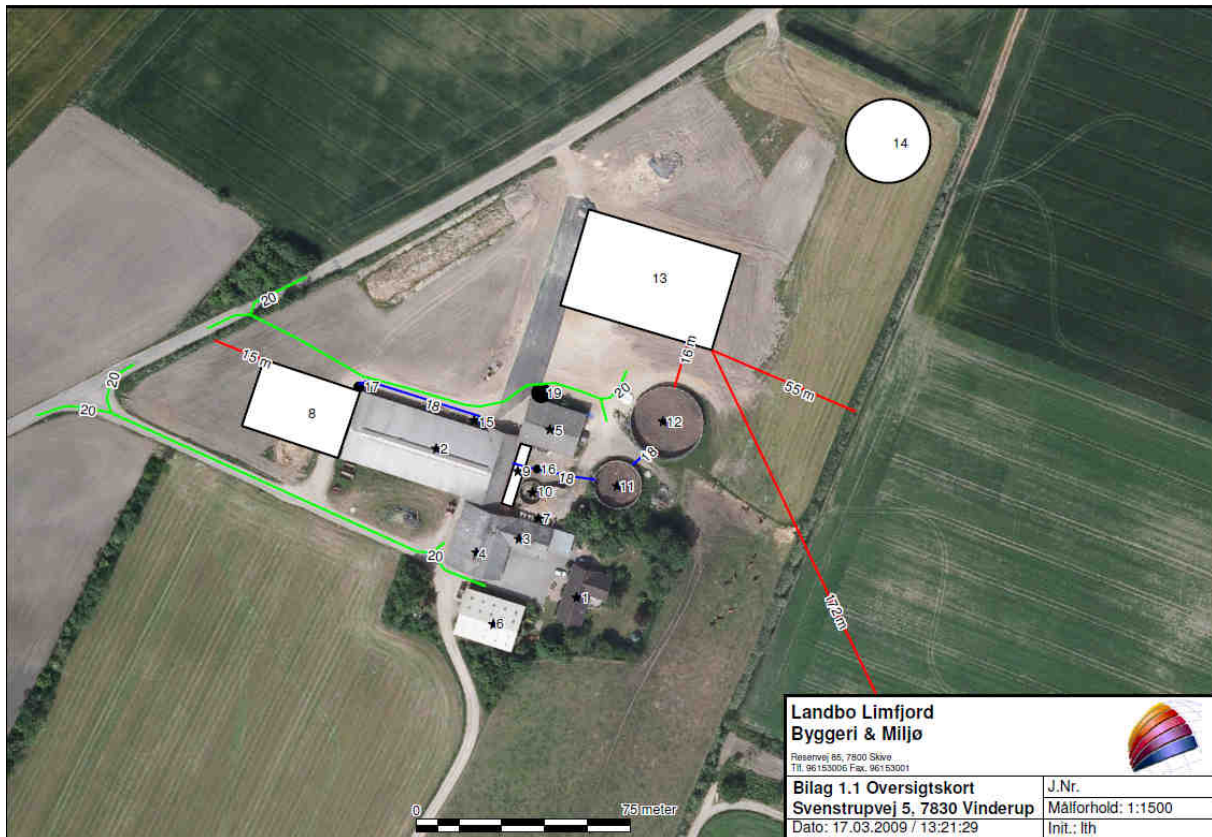 14
13
20
16 m
15 m
55 m
20
17
18
19
20
20
8
15
5
12
2
18
9
16
18
10
11
7
3
20
4
1
172 m
6
Landbo Limfjord
Byggeri & Miljø
Resenvej 85, 7800 Skive
Tlf. 96153006 Fax. 96153001
Bilag 1.1 Oversigtskort
J.Nr.
Svenstrupvej 5, 7830 Vinderup
Målforhold: 1:1500
Dato: 17.03.2009 / 13:21:29
Init.: lth
0
75 meter